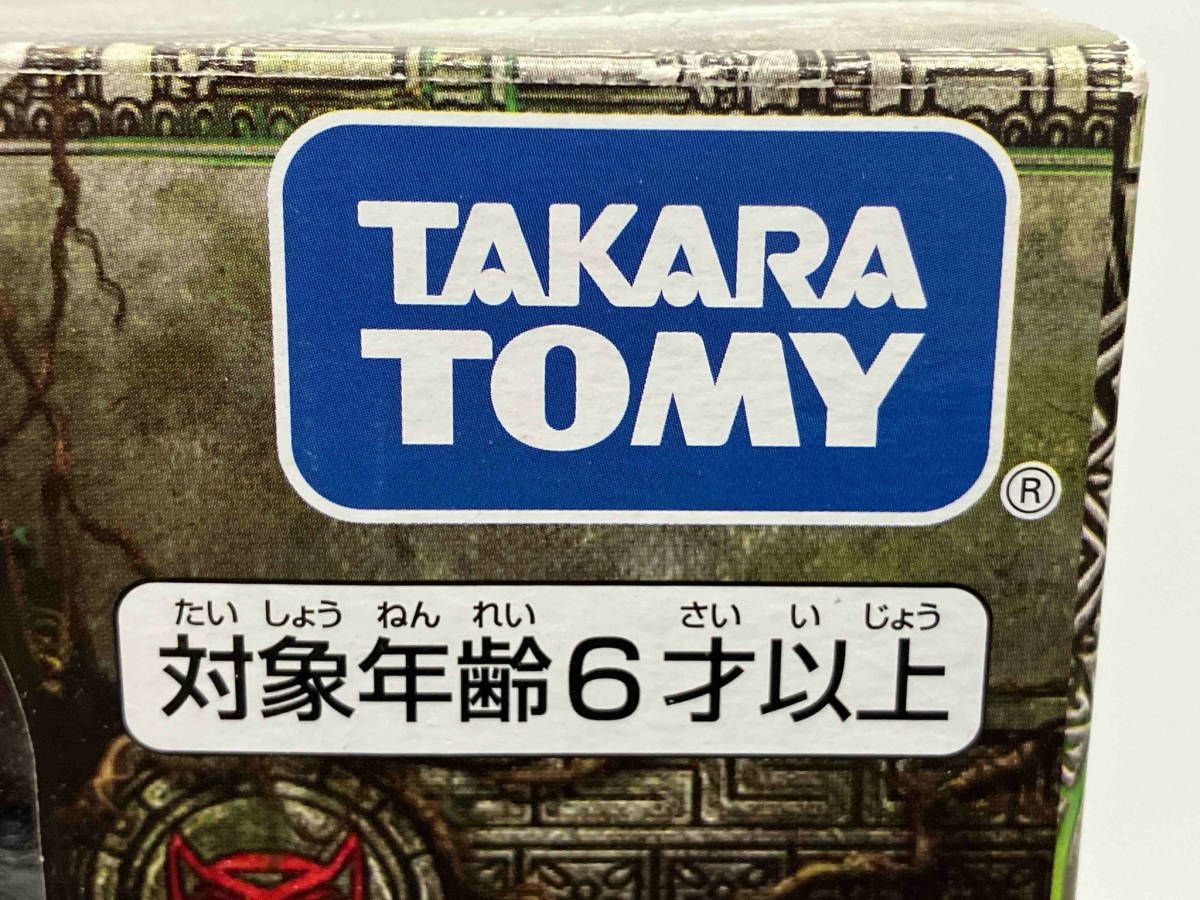 TAKARA
TOMY
®
たい しょう ねん れい さい い じょう
対象年齢6才以上